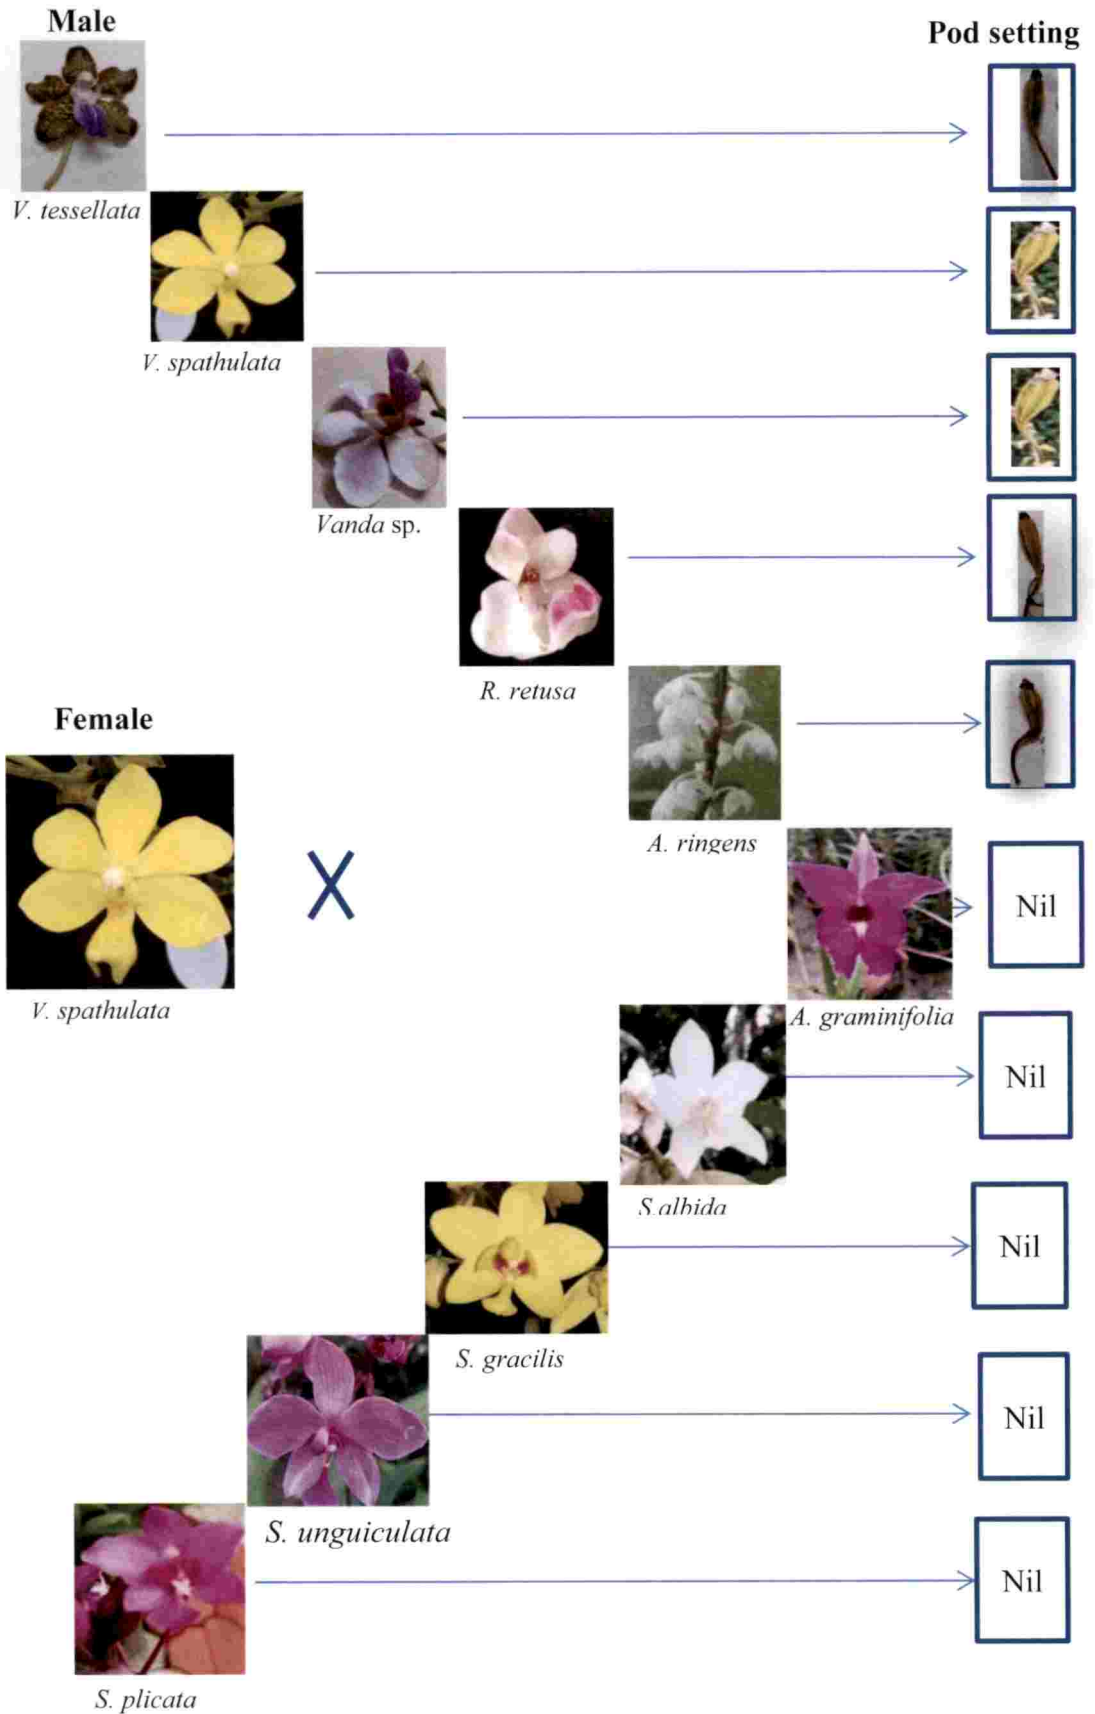 Male
Pod setting
V. tessellata
V. spathulata
Vanda sp.
R. retusa
Female
A. ringens
Nil
V. spathulata
A. graminifolia
Nil
S.albida
Nil
S. gracilis
Nil
S. unguiculata
Nil
S. plicata